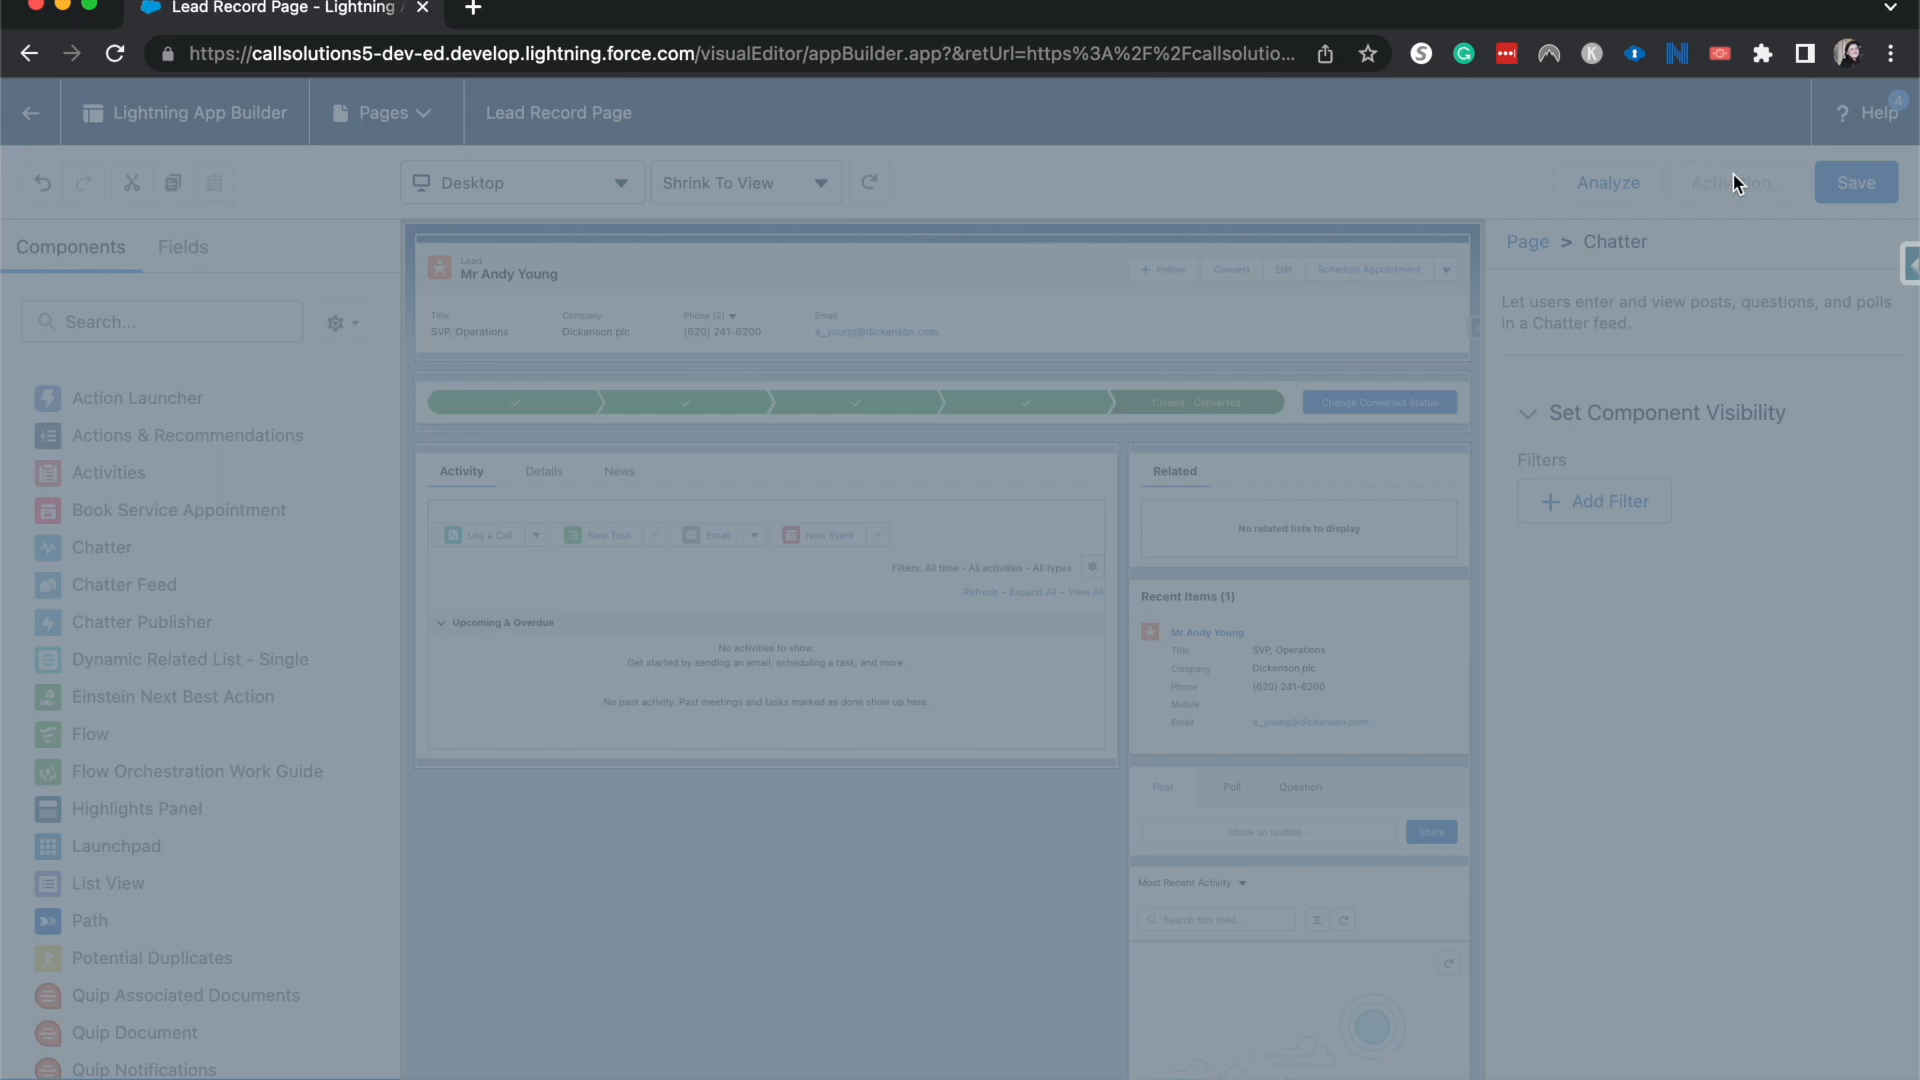 Lead Record Page - Lightning
https://callsolutions5-dev-ed.develop.lightning.force.com/visualEditor/appBuilder.app?&retUrl=https%3A%2F%2Fcallsolutio...
Lightning App Builder
Pages
Lead Record Page
4
? Help
Desktop
Shrink To View
Analyze
Save
Components
Fields
Search...
Action Launcher
Actions & Recommendations
Activities
Book Service Appointment
Chatter
Chatter Feed
Chatter Publisher
Dynamic Related List - Single
Einstein Next Best Action
Flow
Flow Orchestration Work Guide
Highlights Panel
Launchpad
List View
Path
Potential Duplicates
Quip Associated Documents
Quip Document
Quip Notifications
Lead
Mr Andy Young
+ Follow
Convert
Edit
Schedule Appointment
Title
SVP, Operations
Company
Dickenson plc
Phone (2)
(620) 241-6200
Email
a_young@dickenson.com
Closed - Converted
Change Converted Status
Activity
Details
News
Log a Call
New Task
Email
New Event
Filters: All time • All activities • All types
Refresh • Expand All • View All
Upcoming & Overdue
No activities to show.
Get started by sending an email, scheduling a task, and more.
No past activity. Past meetings and tasks marked as done show up here.
Related
No related lists to display
Recent Items (1)
Mr Andy Young
Title SVP, Operations
Company Dickenson plc
Phone (620) 241-6200
Mobile
Email a_young@dickenson.com
Post
Poll
Question
Share an update...
Share
Most Recent Activity
Search this feed...
Page > Chatter
Let users enter and view posts, questions, and polls
in a Chatter feed.
Set Component Visibility
Filters
+ Add Filter